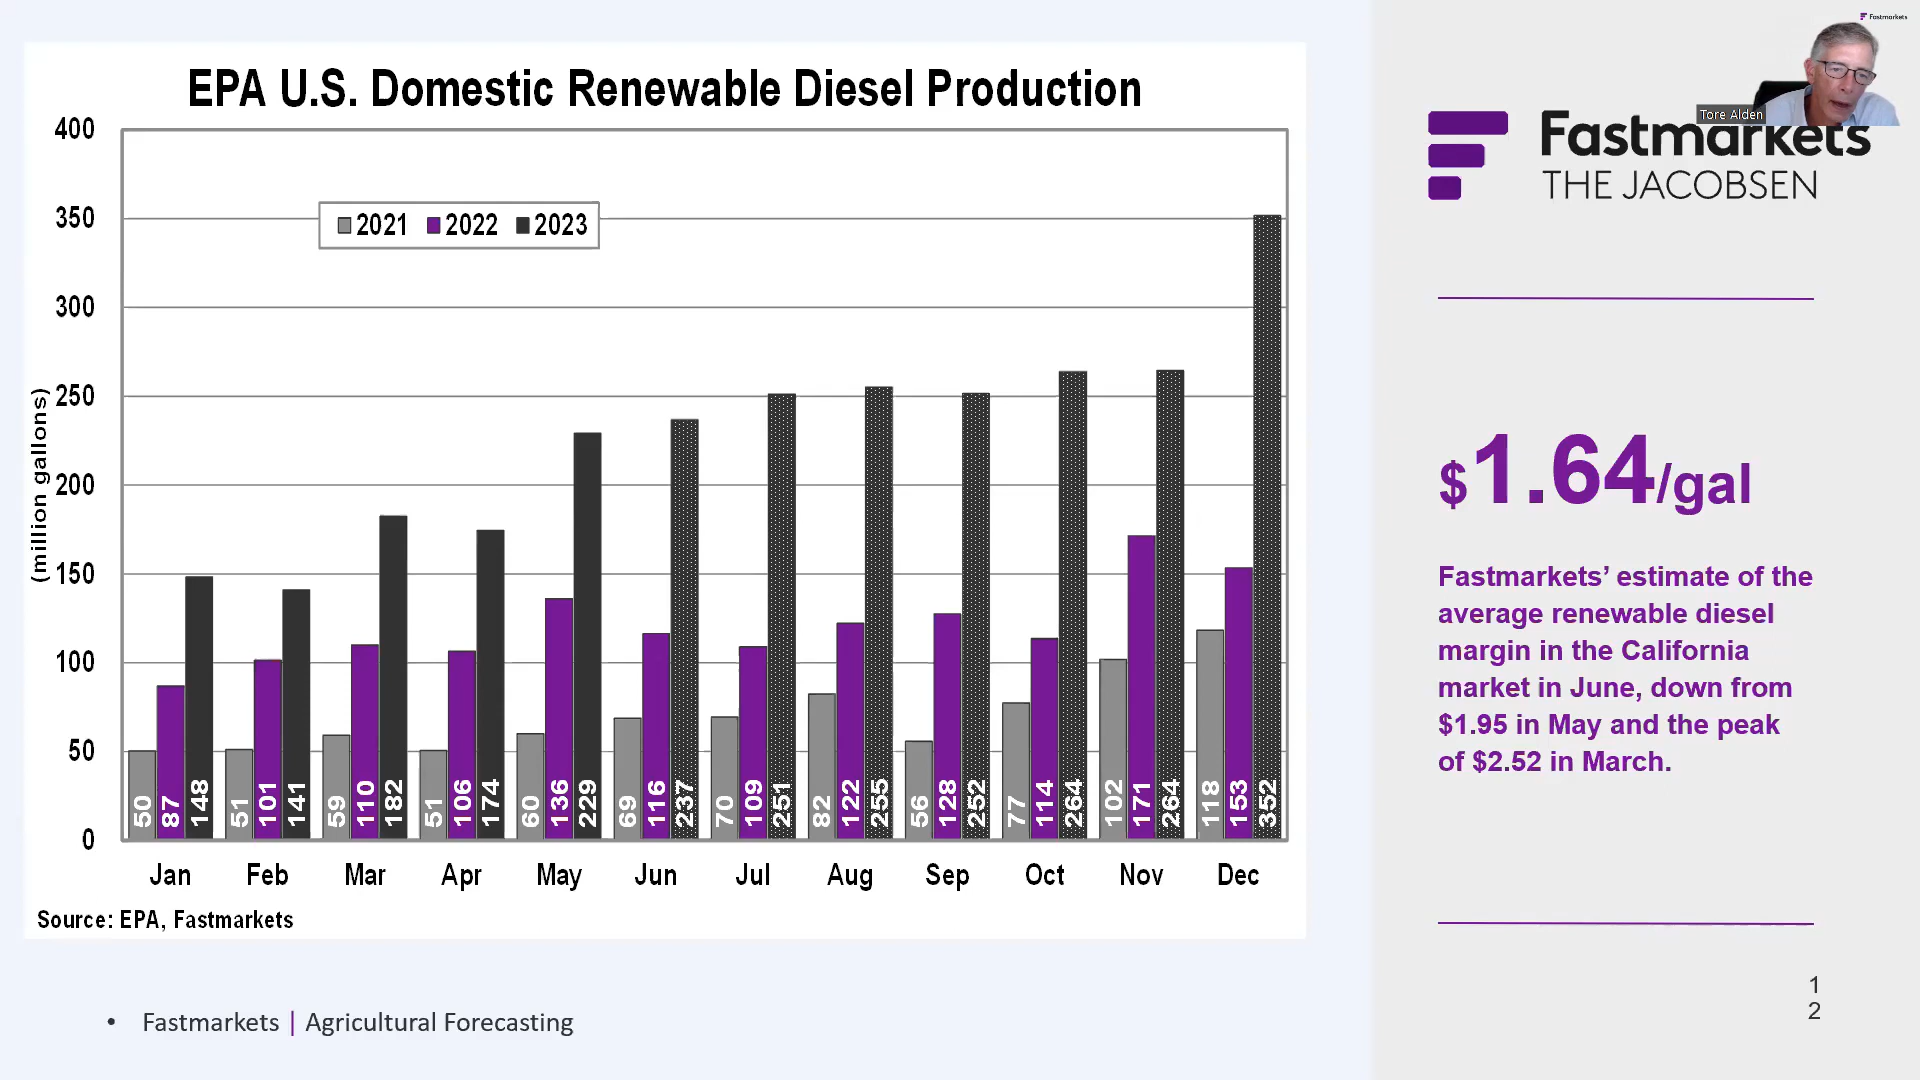 EPA U.S. Domestic Renewable Diesel Production
400
350
300
250
200
150
100
50
0
(million gallons)
2021 2022 2023
50 87 148 51 101 141 59 110 182 51 106 174 60 136 229 69 116 237 70 109 251 82 122 255 56 128 252 77 114 264 102 171 264 118 153 352
Jan Feb Mar Apr May Jun Jul Aug Sep Oct Nov Dec
Source: EPA, Fastmarkets
• Fastmarkets | Agricultural Forecasting
Fastmarkets
Tore Alden
Fastmarkets
THE JACOBSEN
$1.64/gal
Fastmarkets’ estimate of the
average renewable diesel
margin in the California
market in June, down from
$1.95 in May and the peak
of $2.52 in March.
1
2